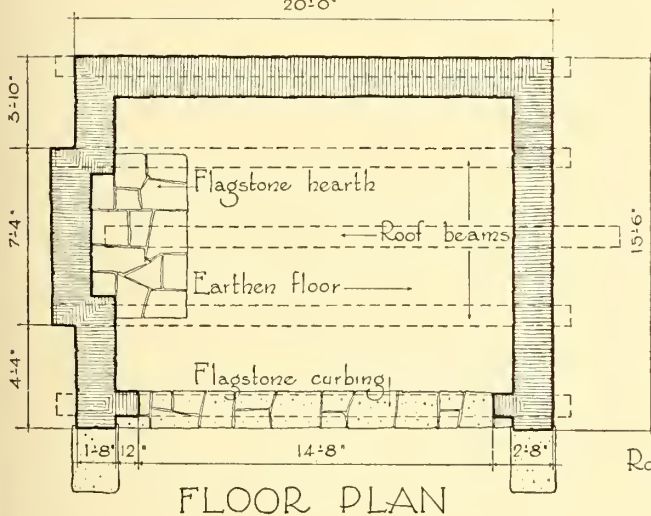 20'-0"
3'-10"
Flagstone hearth
7'-4"
Roof beams
15'-6"
Earthen floor
4'-4"
Flagstone curbing
1'-8" 12" 14'-8" 2'-8"
FLOOR PLAN